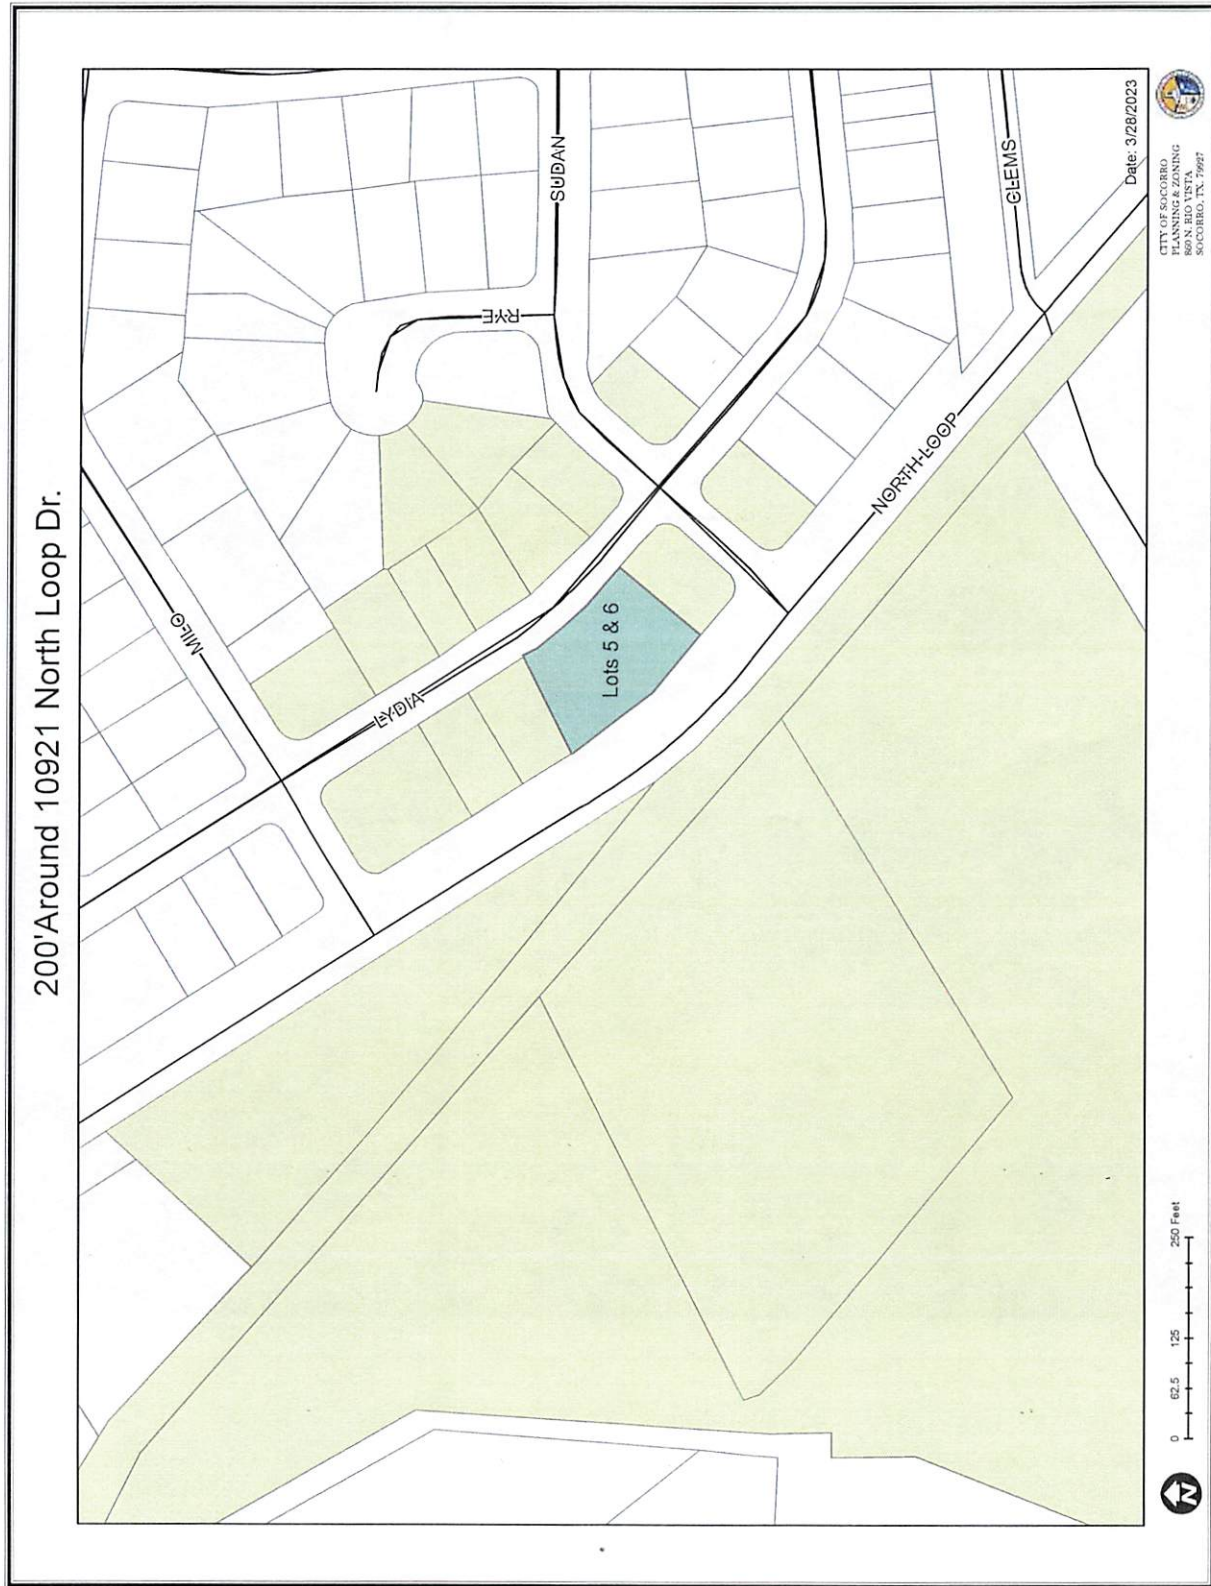 200'Around 10921 North Loop Dr.
MILO
SUDAN
RYE
LYDIA
Lots 5 & 6
NORTH LOOP
CLEMS
Date: 3/28/2023
N
0 62.5 125 250 Feet
CITY OF SOCORRO
PLANNING & ZONING
860 N. RIO VISTA
SOCORRO, TX. 79927